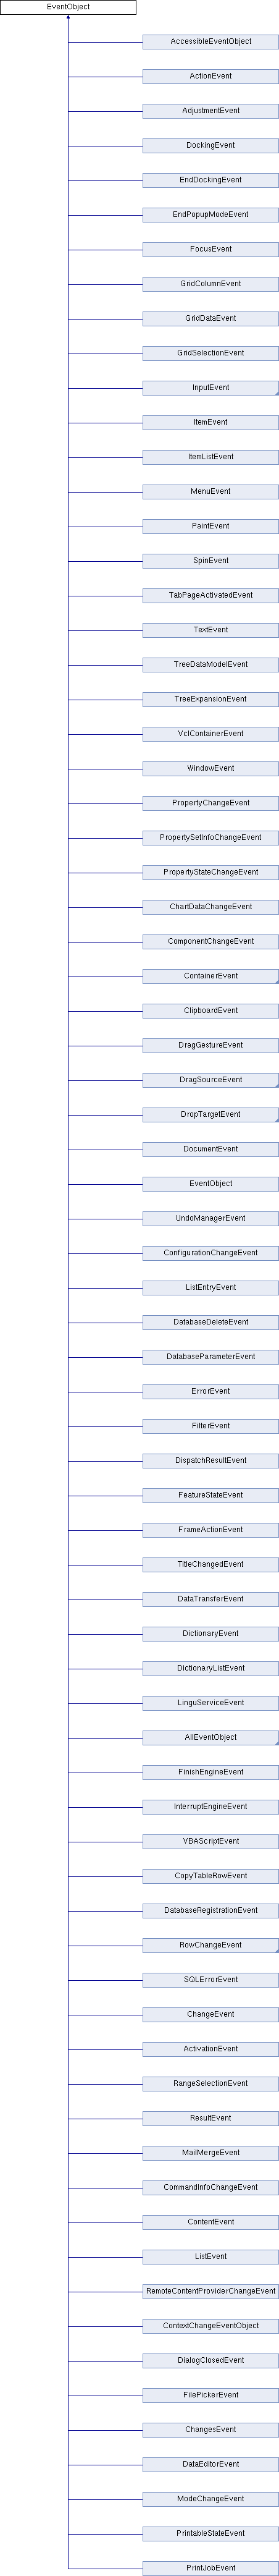 EventObject
AccessibleEventObject
ActionEvent
AdjustmentEvent
DockingEvent
EndDockingEvent
EndPopupModeEvent
FocusEvent
GridColumnEvent
GridDataEvent
GridSelectionEvent
InputEvent
ItemEvent
ItemListEvent
MenuEvent
PaintEvent
SpinEvent
TabPageActivatedEvent
TextEvent
TreeDataModelEvent
TreeExpansionEvent
VclContainerEvent
WindowEvent
PropertyChangeEvent
PropertySetInfoChangeEvent
PropertyStateChangeEvent
ChartDataChangeEvent
ComponentChangeEvent
ContainerEvent
ClipboardEvent
DragGestureEvent
DragSourceEvent
DropTargetEvent
DocumentEvent
EventObject
UndoManagerEvent
ConfigurationChangeEvent
ListEntryEvent
DatabaseDeleteEvent
DatabaseParameterEvent
ErrorEvent
FilterEvent
DispatchResultEvent
FeatureStateEvent
FrameActionEvent
TitleChangedEvent
DataTransferEvent
DictionaryEvent
DictionaryListEvent
LinguServiceEvent
AllEventObject
FinishEngineEvent
InterruptEngineEvent
VBAScriptEvent
CopyTableRowEvent
DatabaseRegistrationEvent
RowChangeEvent
SQLErrorEvent
ChangeEvent
ActivationEvent
RangeSelectionEvent
ResultEvent
MailMergeEvent
CommandInfoChangeEvent
ContentEvent
ListEvent
RemoteContentProviderChangeEvent
ContextChangeEventObject
DialogClosedEvent
FilePickerEvent
ChangesEvent
DataEditorEvent
ModeChangeEvent
PrintableStateEvent
PrintJobEvent